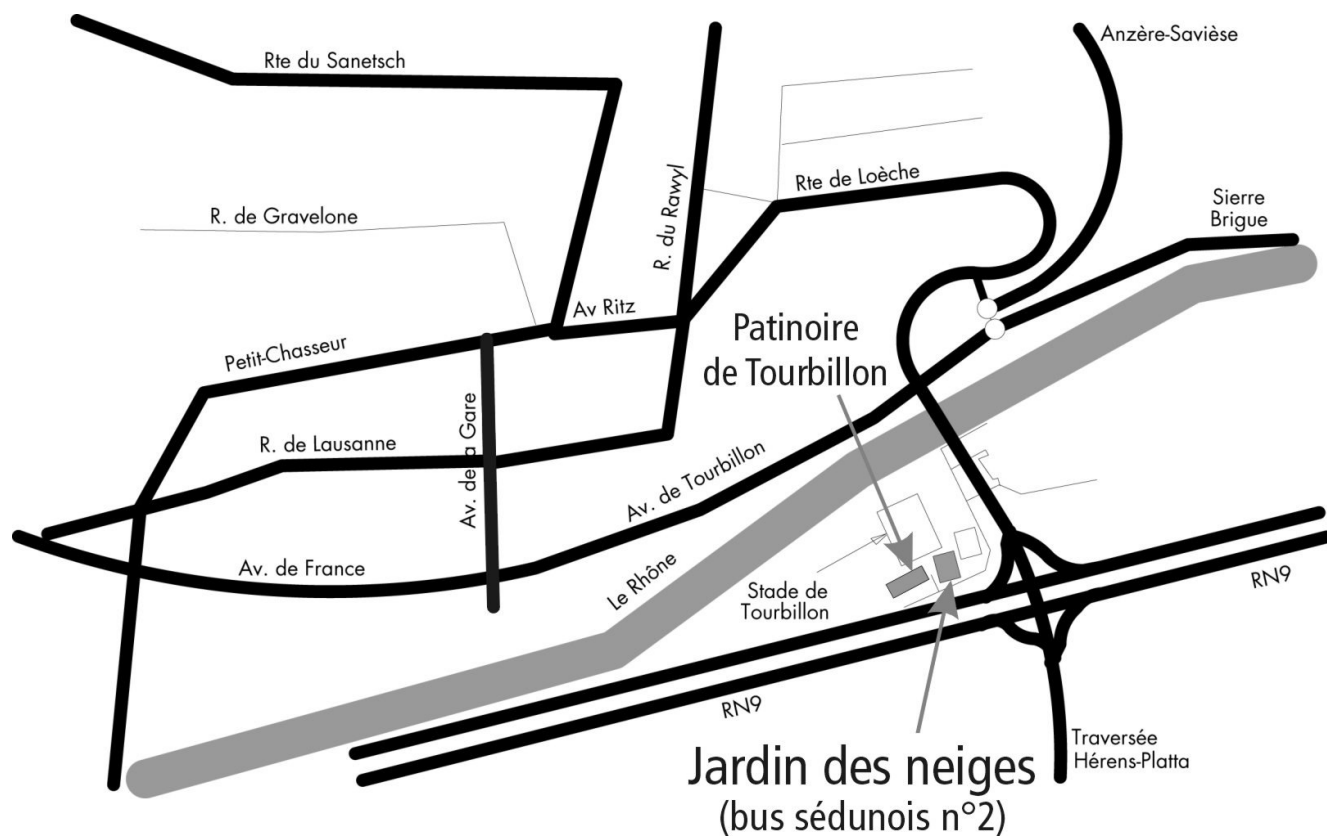 Anzère-Savièse
Rte du Sanetsch
Rte de Loèche
Sierre
Brigue
R. de Gravelone
R. du Rawyl
Av Ritz
Petit-Chasseur
Patinoire
de Tourbillon
R. de Lausanne
Av. de la Gare
Av. de Tourbillon
Av. de France
Le Rhône
Stade de
Tourbillon
RN9
RN9
Traversée
Hérens-Platta
Jardin des neiges
(bus sédunois n°2)